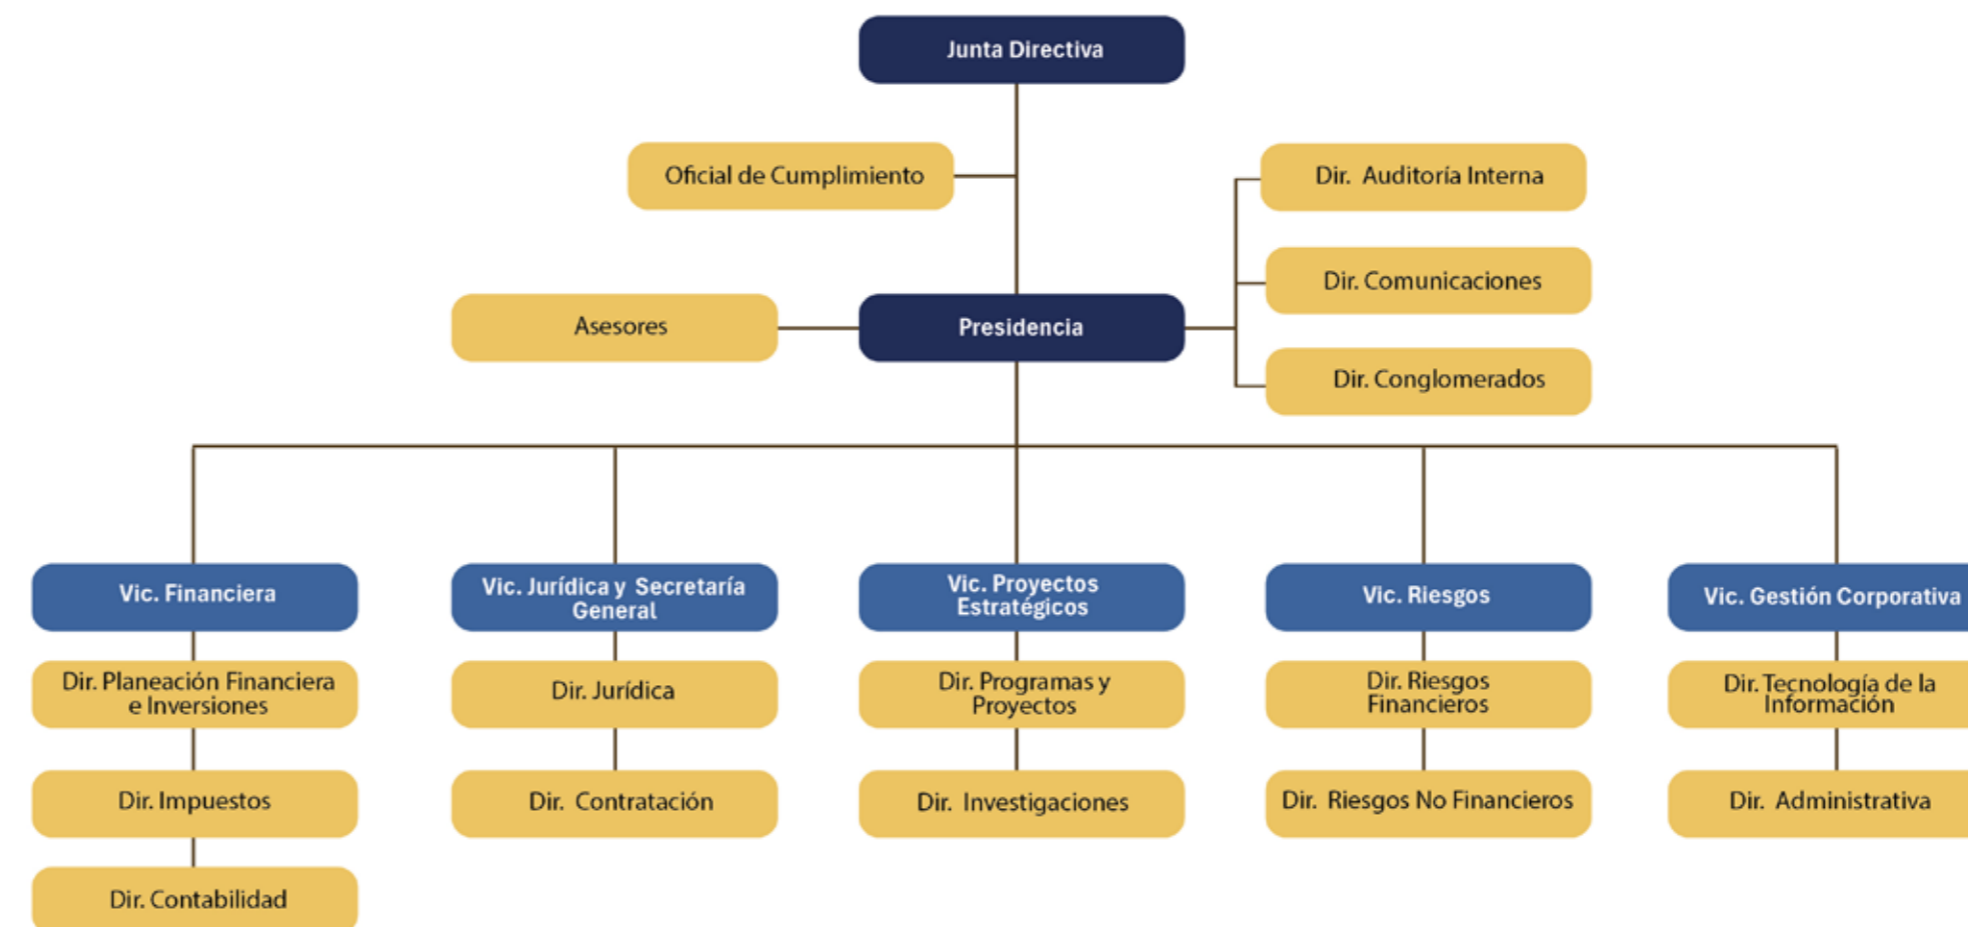 Junta Directiva
Oficial de Cumplimiento
Dir. Auditoría Interna
Dir. Comunicaciones
Asesores
Presidencia
Dir. Conglomerados
Vic. Financiera
Vic. Jurídica y Secretaría
General
Vic. Proyectos
Estratégicos
Vic. Riesgos
Vic. Gestión Corporativa
Dir. Planeación Financiera
e Inversiones
Dir. Jurídica
Dir. Programas y
Proyectos
Dir. Riesgos
Financieros
Dir. Tecnología de la
Información
Dir. Impuestos
Dir. Contratación
Dir. Investigaciones
Dir. Riesgos No Financieros
Dir. Administrativa
Dir. Contabilidad